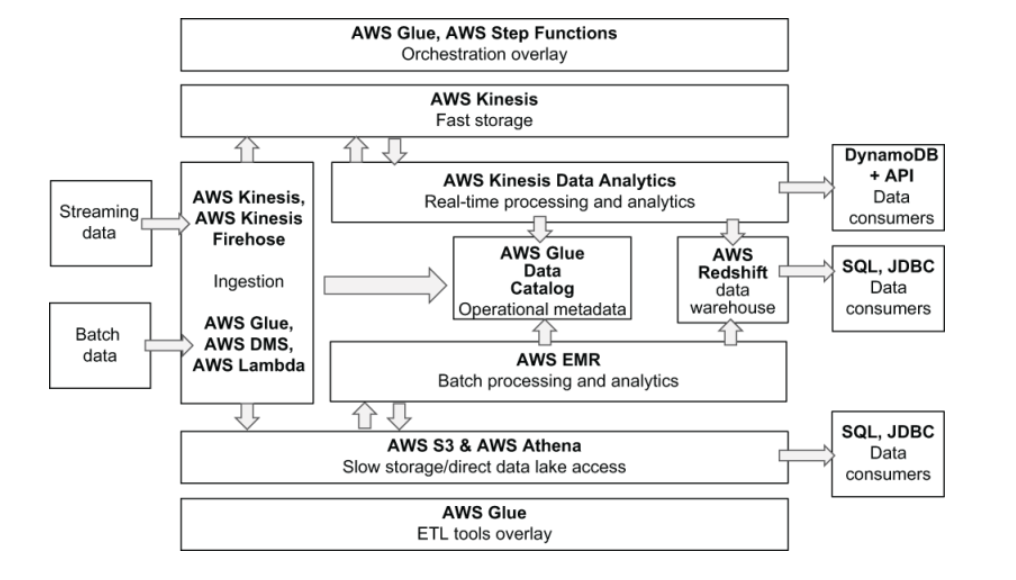 AWS Glue, AWS Step Functions
Orchestration overlay
AWS Kinesis
Fast storage
Streaming
data
Batch
data
AWS Kinesis,
AWS Kinesis
Firehose
Ingestion
AWS Glue,
AWS DMS,
AWS Lambda
AWS Kinesis Data Analytics
Real-time processing and analytics
AWS Glue
Data
Catalog
Operational metadata
AWS
Redshift
data
warehouse
AWS EMR
Batch processing and analytics
DynamoDB
+ API
Data
consumers
SQL, JDBC
Data
consumers
AWS S3 & AWS Athena
Slow storage/direct data lake access
SQL, JDBC
Data
consumers
AWS Glue
ETL tools overlay